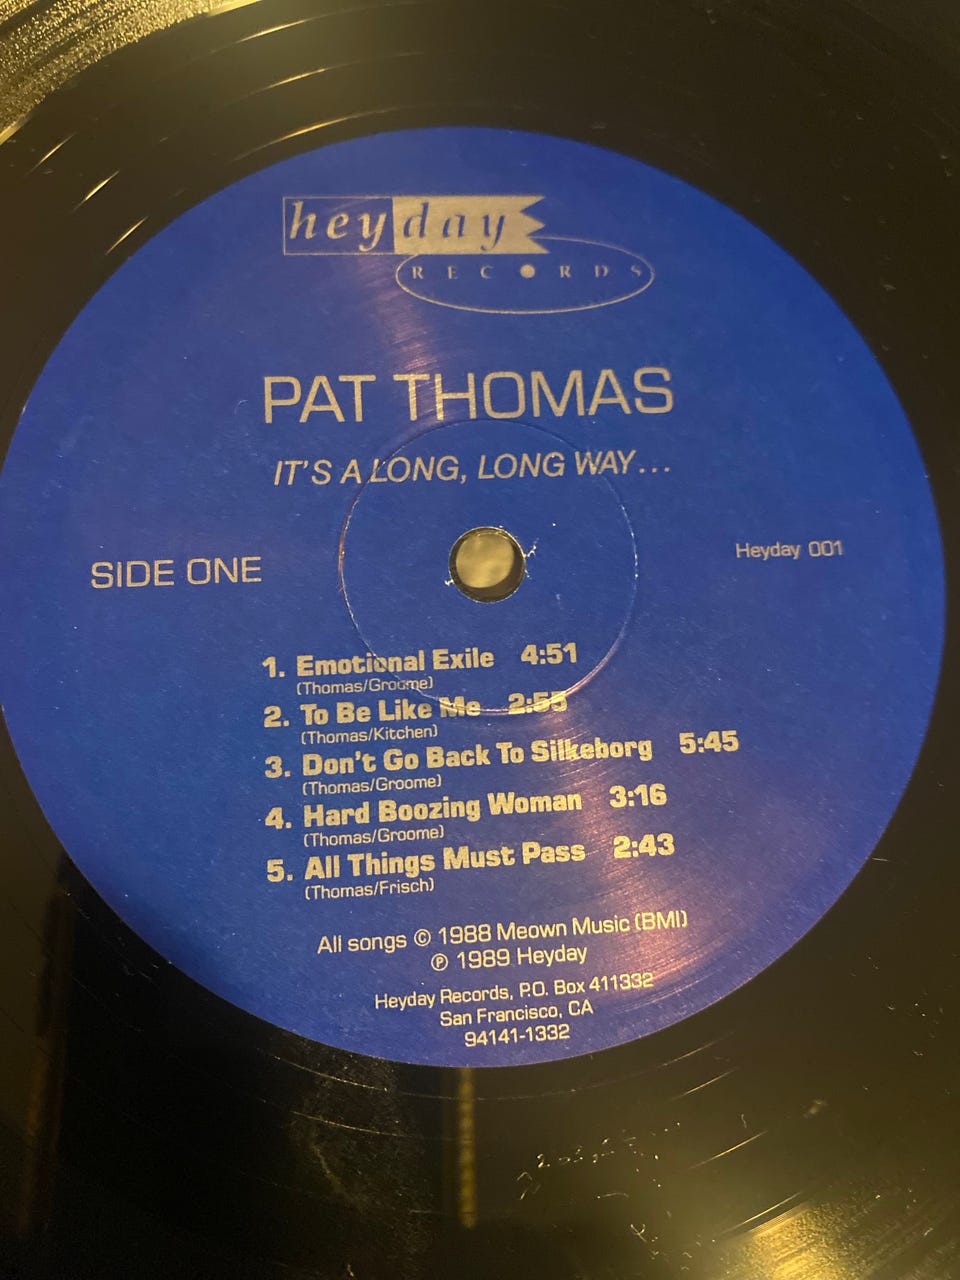 heyday
RECORDS
PAT THOMAS
IT'S A LONG, LONG WAY...
SIDE ONE
Heyday 001
1. Emotional Exile 4:51
(Thomas/Groome)
2. To Be Like Me 2:55
(Thomas/Kitchen)
3. Don't Go Back To Silkeborg 5:45
(Thomas/Groome)
4. Hard Boozing Woman 3:16
(Thomas/Groome)
5. All Things Must Pass 2:43
(Thomas/Frisch)
All songs © 1988 Meown Music (BMI)
℗ 1989 Heyday
Heyday Records, P.O. Box 411332
San Francisco, CA
94141-1332